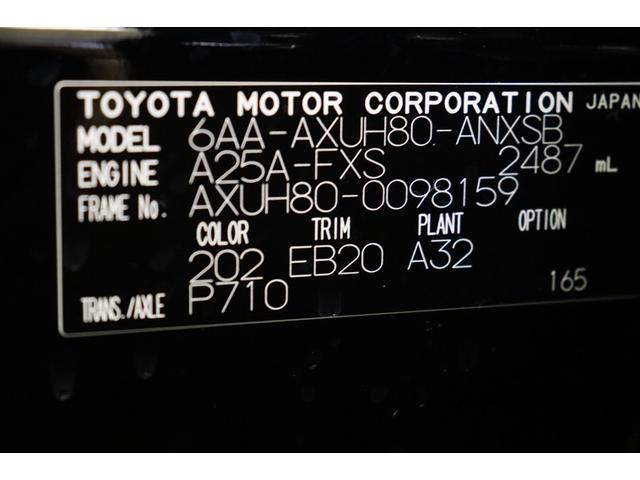 TOYOTA MOTOR CORPORATION JAPAN
MODEL 6AA-AXUH80-ANXSB
ENGINE A25A-FXS 2487 mL
FRAME No. AXUH80-0098159
COLOR TRIM PLANT OPTION
202 EB20 A32
TRANS./AXLE P710 165